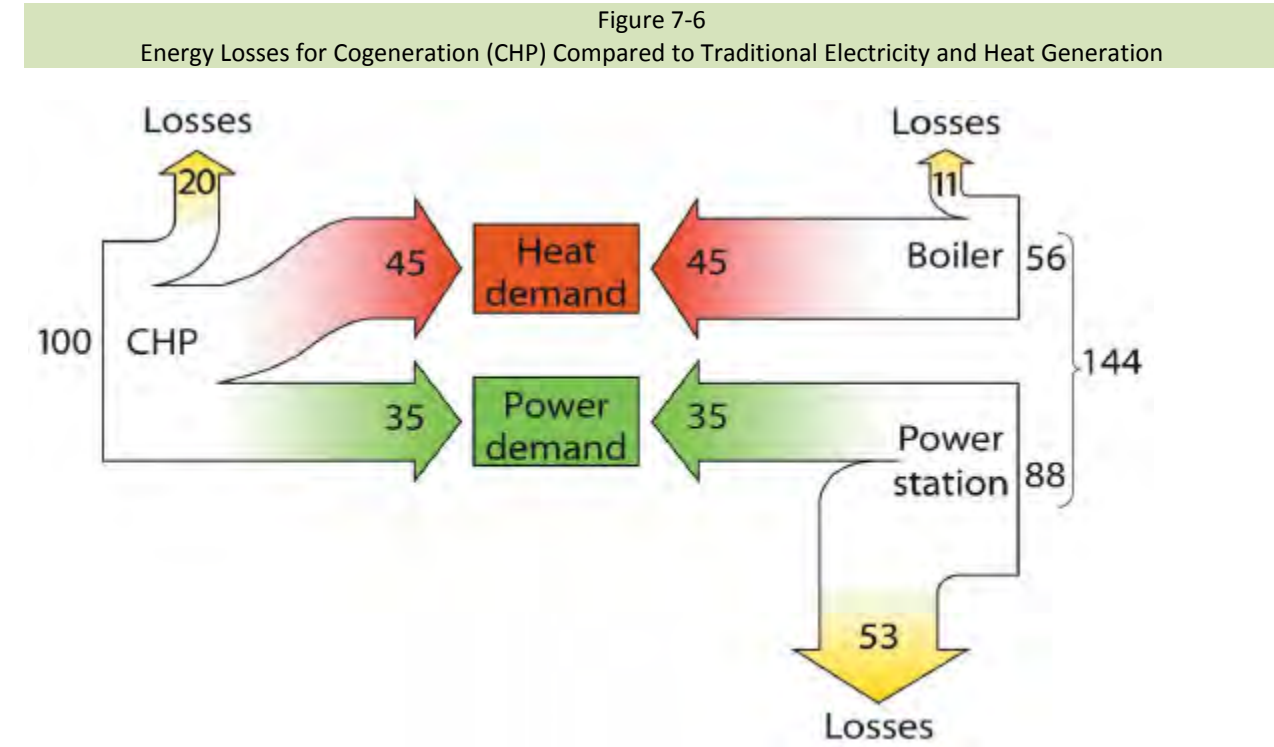 Figure 7-6
Energy Losses for Cogeneration (CHP) Compared to Traditional Electricity and Heat Generation
Losses
Losses
20
11
45
Heat
demand
45
Boiler
56
100
CHP
144
35
Power
demand
35
Power
station
88
53
Losses